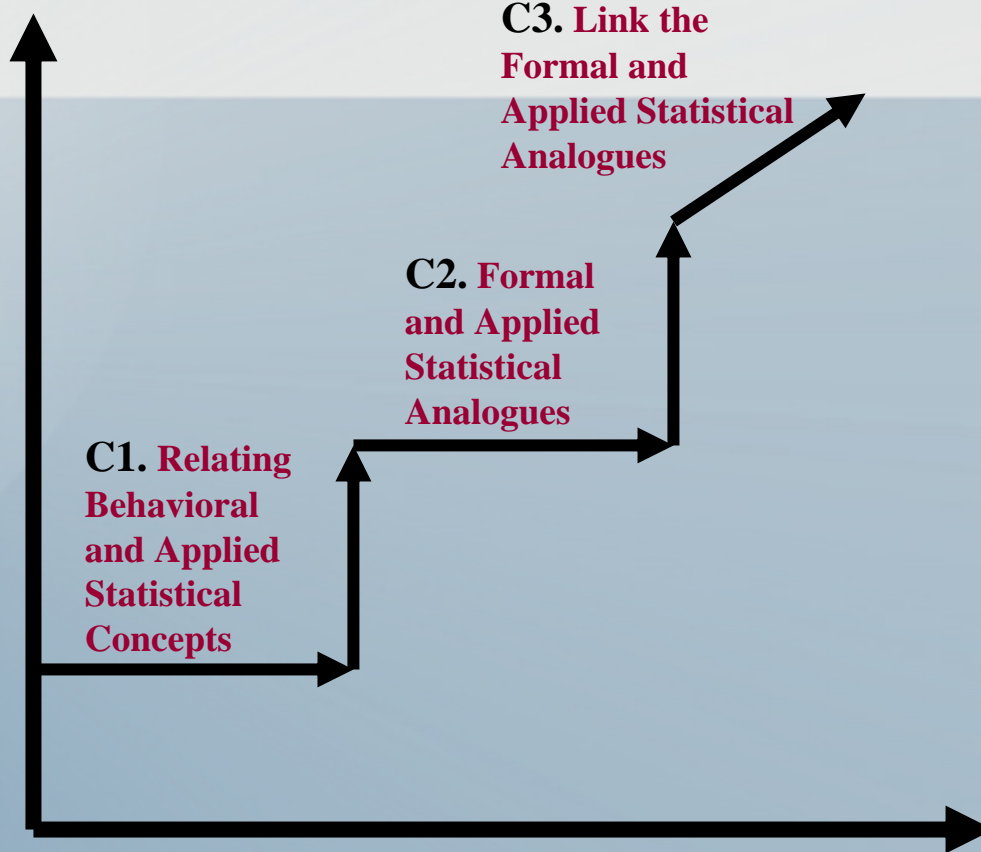 C3. Link the
Formal and
Applied Statistical
Analogues
C2. Formal
and Applied
Statistical
Analogues
C1. Relating
Behavioral
and Applied
Statistical
Concepts